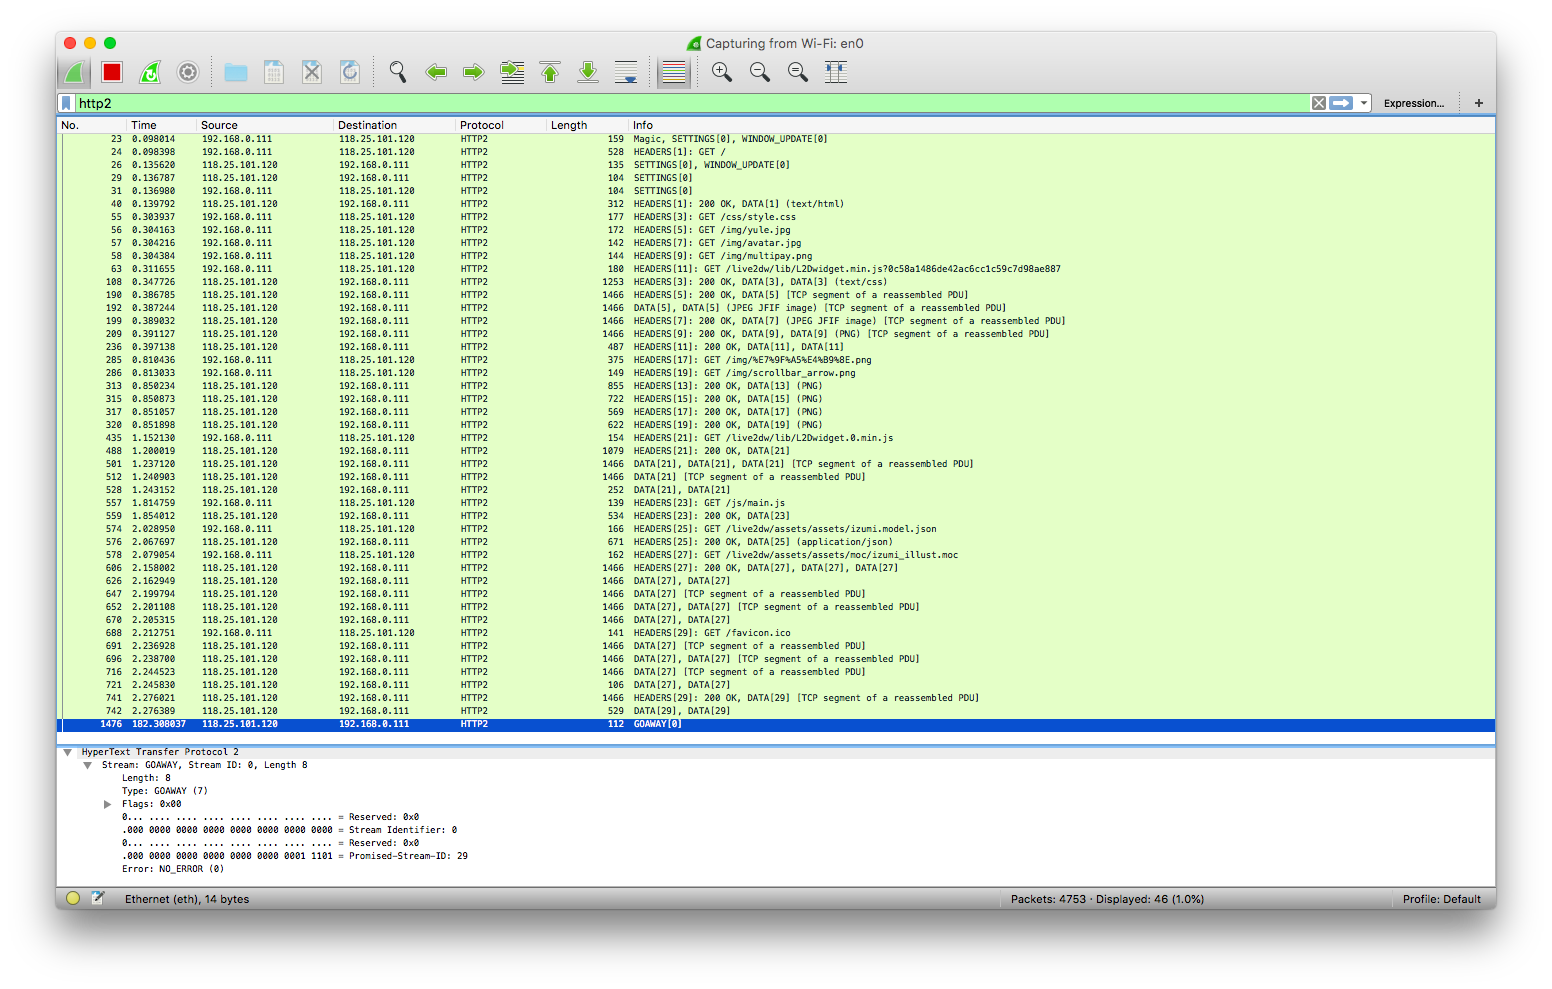 Capturing from Wi-Fi: en0
http2 Expression... +
No. Time Source Destination Protocol Length Info
23 0.098014 192.168.0.111 118.25.101.120 HTTP2 159 Magic, SETTINGS[0], WINDOW_UPDATE[0]
24 0.098398 192.168.0.111 118.25.101.120 HTTP2 528 HEADERS[1]: GET /
26 0.135620 118.25.101.120 192.168.0.111 HTTP2 135 SETTINGS[0], WINDOW_UPDATE[0]
29 0.136787 118.25.101.120 192.168.0.111 HTTP2 104 SETTINGS[0]
31 0.136980 192.168.0.111 118.25.101.120 HTTP2 104 SETTINGS[0]
40 0.139792 118.25.101.120 192.168.0.111 HTTP2 312 HEADERS[1]: 200 OK, DATA[1] (text/html)
55 0.303937 192.168.0.111 118.25.101.120 HTTP2 177 HEADERS[3]: GET /css/style.css
56 0.304163 192.168.0.111 118.25.101.120 HTTP2 172 HEADERS[5]: GET /img/yule.jpg
57 0.304216 192.168.0.111 118.25.101.120 HTTP2 142 HEADERS[7]: GET /img/avatar.jpg
58 0.304384 192.168.0.111 118.25.101.120 HTTP2 144 HEADERS[9]: GET /img/multipay.png
63 0.311655 192.168.0.111 118.25.101.120 HTTP2 180 HEADERS[11]: GET /live2dw/lib/L2Dwidget.min.js?0c58a1486de42ac6cc1c59c7d98ae887
108 0.347726 118.25.101.120 192.168.0.111 HTTP2 1253 HEADERS[3]: 200 OK, DATA[3], DATA[3] (text/css)
190 0.386785 118.25.101.120 192.168.0.111 HTTP2 1466 HEADERS[5]: 200 OK, DATA[5] [TCP segment of a reassembled PDU]
192 0.387244 118.25.101.120 192.168.0.111 HTTP2 1466 DATA[5], DATA[5] (JPEG JFIF image) [TCP segment of a reassembled PDU]
199 0.389032 118.25.101.120 192.168.0.111 HTTP2 1466 HEADERS[7]: 200 OK, DATA[7] (JPEG JFIF image) [TCP segment of a reassembled PDU]
209 0.391127 118.25.101.120 192.168.0.111 HTTP2 1466 HEADERS[9]: 200 OK, DATA[9], DATA[9] (PNG) [TCP segment of a reassembled PDU]
236 0.397138 118.25.101.120 192.168.0.111 HTTP2 487 HEADERS[11]: 200 OK, DATA[11], DATA[11]
285 0.810436 192.168.0.111 118.25.101.120 HTTP2 375 HEADERS[17]: GET /img/%E7%9F%A5%E4%B9%8E.png
286 0.813033 192.168.0.111 118.25.101.120 HTTP2 149 HEADERS[19]: GET /img/scrollbar_arrow.png
313 0.850234 118.25.101.120 192.168.0.111 HTTP2 855 HEADERS[13]: 200 OK, DATA[13] (PNG)
315 0.850873 118.25.101.120 192.168.0.111 HTTP2 722 HEADERS[15]: 200 OK, DATA[15] (PNG)
317 0.851057 118.25.101.120 192.168.0.111 HTTP2 569 HEADERS[17]: 200 OK, DATA[17] (PNG)
320 0.851898 118.25.101.120 192.168.0.111 HTTP2 622 HEADERS[19]: 200 OK, DATA[19] (PNG)
435 1.152130 192.168.0.111 118.25.101.120 HTTP2 154 HEADERS[21]: GET /live2dw/lib/L2Dwidget.0.min.js
488 1.200019 118.25.101.120 192.168.0.111 HTTP2 1079 HEADERS[21]: 200 OK, DATA[21]
501 1.237120 118.25.101.120 192.168.0.111 HTTP2 1466 DATA[21], DATA[21], DATA[21] [TCP segment of a reassembled PDU]
512 1.240903 118.25.101.120 192.168.0.111 HTTP2 1466 DATA[21] [TCP segment of a reassembled PDU]
528 1.243152 118.25.101.120 192.168.0.111 HTTP2 252 DATA[21], DATA[21]
557 1.814759 192.168.0.111 118.25.101.120 HTTP2 139 HEADERS[23]: GET /js/main.js
559 1.854012 118.25.101.120 192.168.0.111 HTTP2 534 HEADERS[23]: 200 OK, DATA[23]
574 2.028950 192.168.0.111 118.25.101.120 HTTP2 166 HEADERS[25]: GET /live2dw/assets/assets/izumi.model.json
576 2.067697 118.25.101.120 192.168.0.111 HTTP2 671 HEADERS[25]: 200 OK, DATA[25] (application/json)
578 2.079054 192.168.0.111 118.25.101.120 HTTP2 162 HEADERS[27]: GET /live2dw/assets/assets/moc/izumi_illust.moc
606 2.158002 118.25.101.120 192.168.0.111 HTTP2 1466 HEADERS[27]: 200 OK, DATA[27], DATA[27], DATA[27]
626 2.162949 118.25.101.120 192.168.0.111 HTTP2 1466 DATA[27], DATA[27]
647 2.199794 118.25.101.120 192.168.0.111 HTTP2 1466 DATA[27] [TCP segment of a reassembled PDU]
652 2.201108 118.25.101.120 192.168.0.111 HTTP2 1466 DATA[27], DATA[27] [TCP segment of a reassembled PDU]
670 2.205315 118.25.101.120 192.168.0.111 HTTP2 1466 DATA[27], DATA[27]
688 2.212751 192.168.0.111 118.25.101.120 HTTP2 141 HEADERS[29]: GET /favicon.ico
691 2.236928 118.25.101.120 192.168.0.111 HTTP2 1466 DATA[27] [TCP segment of a reassembled PDU]
696 2.238700 118.25.101.120 192.168.0.111 HTTP2 1466 DATA[27], DATA[27] [TCP segment of a reassembled PDU]
716 2.244523 118.25.101.120 192.168.0.111 HTTP2 1466 DATA[27] [TCP segment of a reassembled PDU]
721 2.245830 118.25.101.120 192.168.0.111 HTTP2 106 DATA[27], DATA[27]
741 2.276021 118.25.101.120 192.168.0.111 HTTP2 1466 HEADERS[29]: 200 OK, DATA[29] [TCP segment of a reassembled PDU]
742 2.276389 118.25.101.120 192.168.0.111 HTTP2 529 DATA[29], DATA[29]
1476 182.308037 118.25.101.120 192.168.0.111 HTTP2 112 GOAWAY[0]
HyperText Transfer Protocol 2
Stream: GOAWAY, Stream ID: 0, Length 8
Length: 8
Type: GOAWAY (7)
Flags: 0x00
0... .... .... .... .... .... .... .... = Reserved: 0x0
.000 0000 0000 0000 0000 0000 0000 0000 = Stream Identifier: 0
0... .... .... .... .... .... .... .... = Reserved: 0x0
.000 0000 0000 0000 0000 0000 0001 1101 = Promised-Stream-ID: 29
Error: NO_ERROR (0)
Ethernet (eth), 14 bytes Packets: 4753 · Displayed: 46 (1.0%) Profile: Default